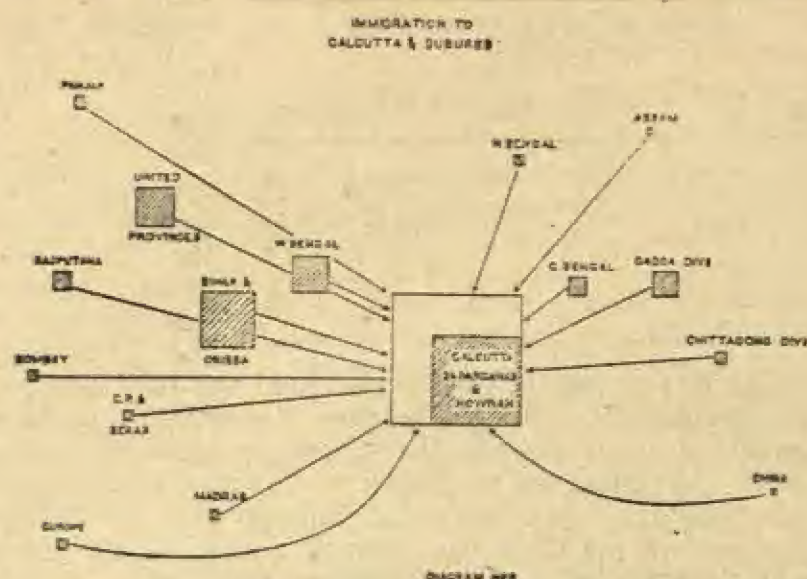 IMMIGRATION TO
CALCUTTA & SUBURBS
PUNJAB
ASSAM
N. BENGAL
UNITED
PROVINCES
W. BENGAL
RAJPUTANA
BIHAR &
ORISSA
C. BENGAL
DACCA DIVN
CHITTAGONG DIVN
CALCUTTA
24 PARGANAS
&
HOWRAH
BOMBAY
C.P. &
BERAR
MADRAS
EUROPE
CHINA